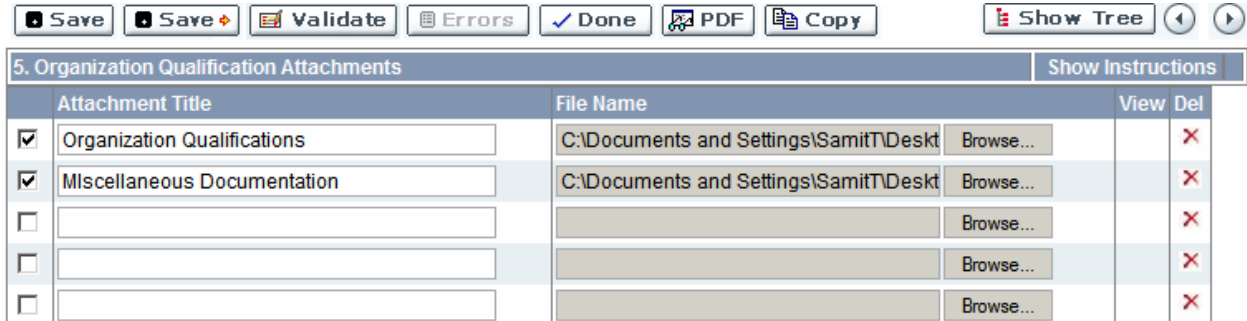 Save Save Validate Errors Done PDF Copy Show Tree
5. Organization Qualification Attachments Show Instructions
Attachment Title File Name View Del
Organization Qualifications C:\Documents and Settings\SamitT\Deskt Browse...
MIscellaneous Documentation C:\Documents and Settings\SamitT\Deskt Browse...
Browse...
Browse...
Browse...